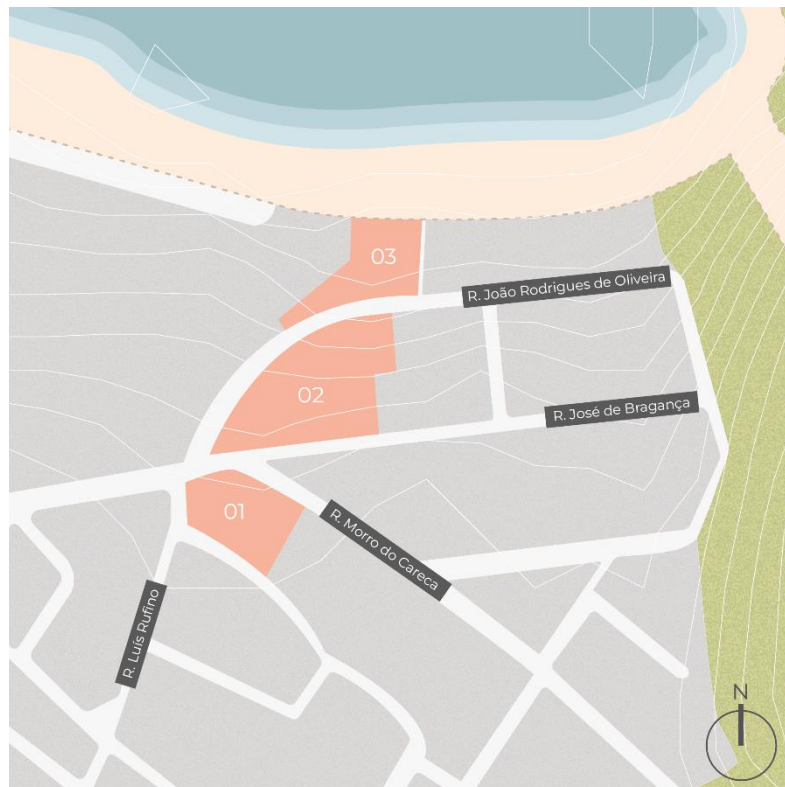 03
R. João Rodrigues de Oliveira
02
R. José de Bragança
01
R. Morro do Careca
R. Luís Rufino
N